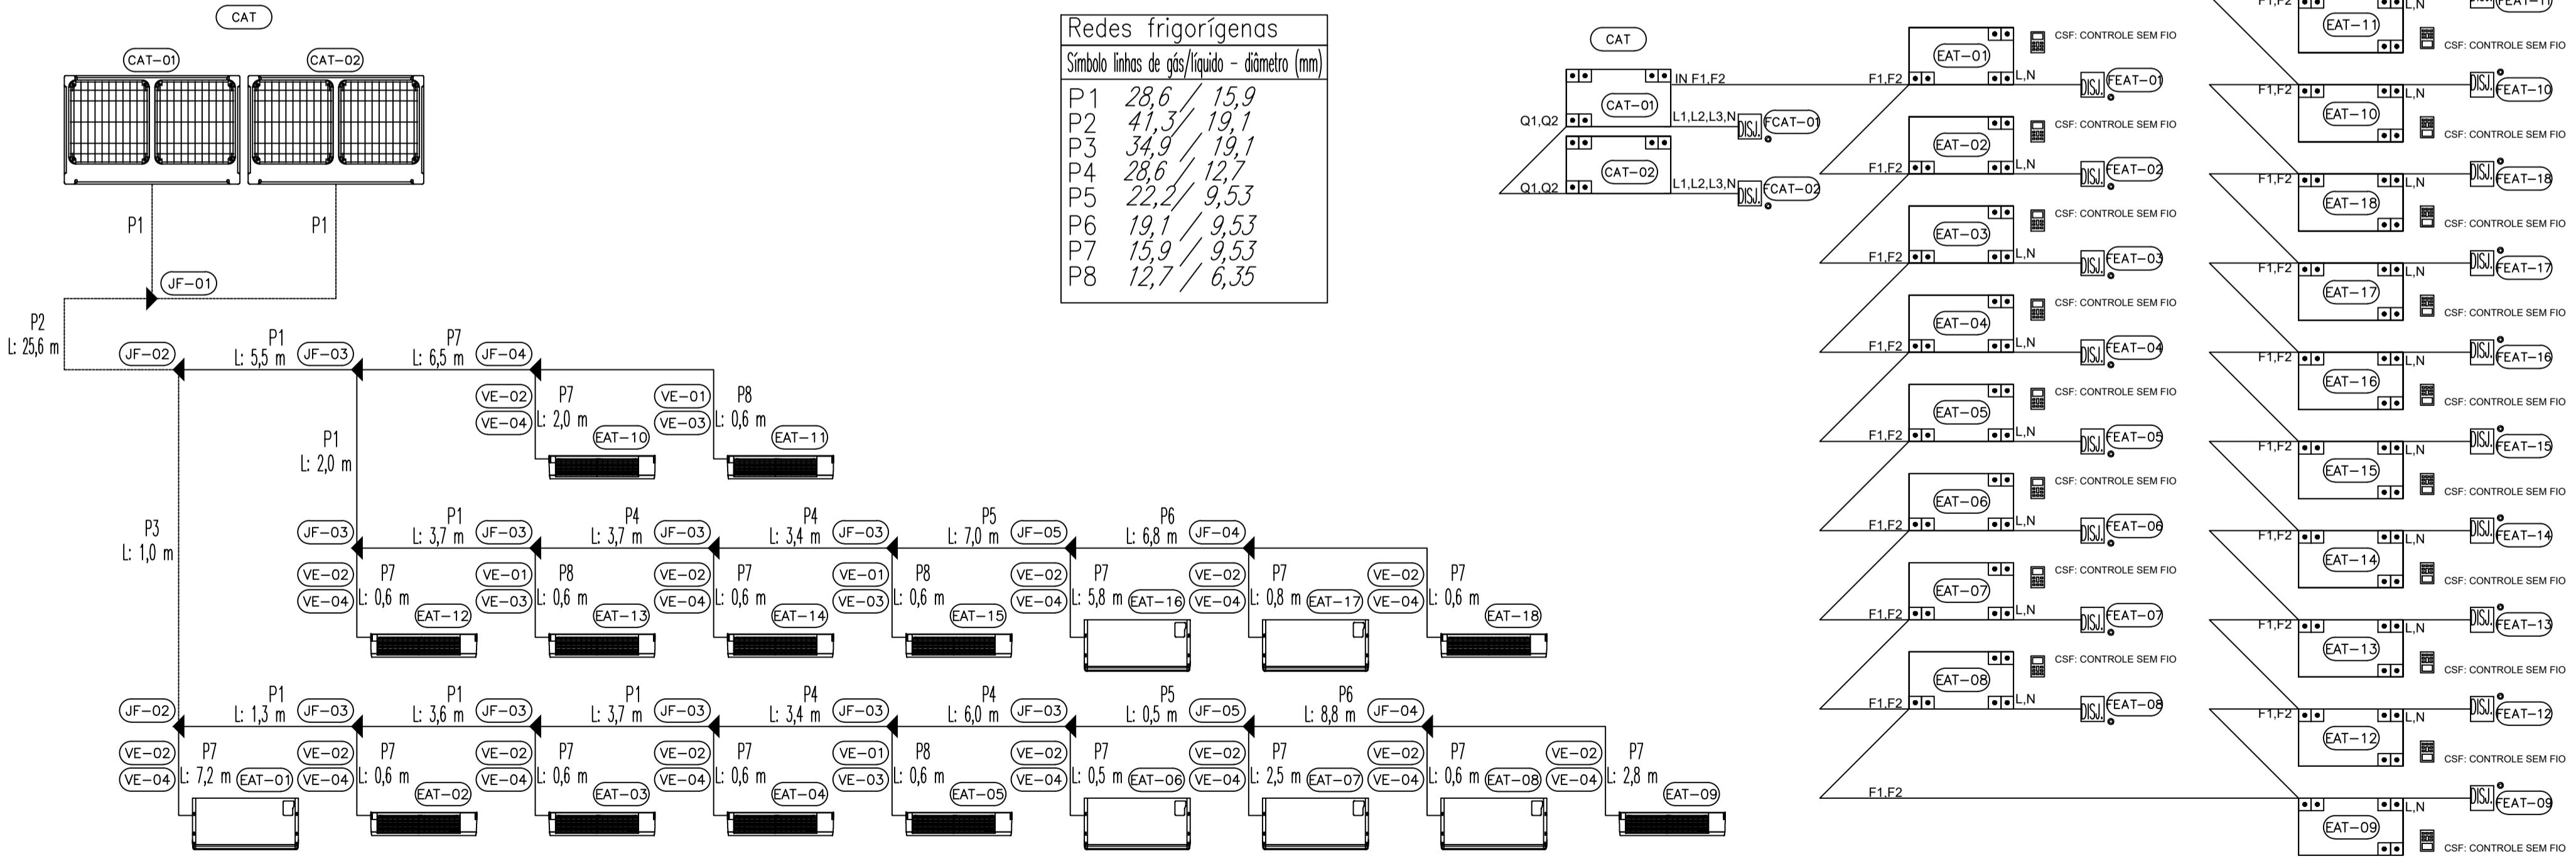 CAT
CAT-01
CAT-02
P1
P1
JF-01
P2
L: 25,6 m
JF-02
P1
L: 5,5 m
JF-03
P7
L: 6,5 m
JF-04
VE-02
VE-04
P7
L: 2,0 m
EAT-10
VE-01
VE-03
P8
L: 0,6 m
EAT-11
P1
L: 2,0 m
P3
L: 1,0 m
JF-03
P1
L: 3,7 m
JF-03
P4
L: 3,7 m
JF-03
P4
L: 3,4 m
JF-03
P5
L: 7,0 m
JF-05
P6
L: 6,8 m
JF-04
VE-02
VE-04
P7
L: 0,6 m
EAT-12
VE-01
VE-03
P8
L: 0,6 m
EAT-13
VE-02
VE-04
P7
L: 0,6 m
EAT-14
VE-01
VE-03
P8
L: 0,6 m
EAT-15
VE-02
VE-04
P7
L: 5,8 m
EAT-16
VE-02
VE-04
P7
L: 0,8 m
EAT-17
VE-02
VE-04
P7
L: 0,6 m
EAT-18
JF-02
P1
L: 1,3 m
JF-03
P1
L: 3,6 m
JF-03
P1
L: 3,7 m
JF-03
P4
L: 3,4 m
JF-03
P4
L: 6,0 m
JF-03
P5
L: 0,5 m
JF-05
P6
L: 8,8 m
JF-04
VE-02
VE-04
P7
L: 7,2 m
EAT-01
VE-02
VE-04
P7
L: 0,6 m
EAT-02
VE-02
VE-04
P7
L: 0,6 m
EAT-03
VE-02
VE-04
P7
L: 0,6 m
EAT-04
VE-01
VE-03
P8
L: 0,6 m
EAT-05
VE-02
VE-04
P7
L: 0,5 m
EAT-06
VE-02
VE-04
P7
L: 2,5 m
EAT-07
VE-02
VE-04
P7
L: 0,6 m
EAT-08
VE-02
VE-04
P7
L: 2,8 m
EAT-09
Redes frigorígenas
Símbolo linhas de gás/líquido - diâmetro (mm)
P1 28,6 / 15,9
P2 41,3 / 19,1
P3 34,9 / 19,1
P4 28,6 / 12,7
P5 22,2 / 9,53
P6 19,1 / 9,53
P7 15,9 / 9,53
P8 12,7 / 6,35
CAT
IN F1,F2
CAT-01
Q1,Q2
L1,L2,L3,N
DISJ.
FCAT-01
CAT-02
Q1,Q2
L1,L2,L3,N
DISJ.
FCAT-02
CSF: CONTROLE SEM FIO
EAT-01
F1,F2
L,N
DISJ.
FEAT-01
CSF: CONTROLE SEM FIO
EAT-02
F1,F2
L,N
DISJ.
FEAT-02
CSF: CONTROLE SEM FIO
EAT-03
F1,F2
L,N
DISJ.
FEAT-03
CSF: CONTROLE SEM FIO
EAT-04
F1,F2
L,N
DISJ.
FEAT-04
CSF: CONTROLE SEM FIO
EAT-05
F1,F2
L,N
DISJ.
FEAT-05
CSF: CONTROLE SEM FIO
EAT-06
F1,F2
L,N
DISJ.
FEAT-06
CSF: CONTROLE SEM FIO
EAT-07
F1,F2
L,N
DISJ.
FEAT-07
CSF: CONTROLE SEM FIO
EAT-08
F1,F2
L,N
DISJ.
FEAT-08
F1,F2
F1,F2
L,N
DISJ.
FEAT-11
EAT-11
CSF: CONTROLE SEM FIO
F1,F2
L,N
DISJ.
FEAT-10
EAT-10
CSF: CONTROLE SEM FIO
F1,F2
L,N
DISJ.
FEAT-18
EAT-18
CSF: CONTROLE SEM FIO
F1,F2
L,N
DISJ.
FEAT-17
EAT-17
CSF: CONTROLE SEM FIO
F1,F2
L,N
DISJ.
FEAT-16
EAT-16
CSF: CONTROLE SEM FIO
F1,F2
L,N
DISJ.
FEAT-15
EAT-15
CSF: CONTROLE SEM FIO
F1,F2
L,N
DISJ.
FEAT-14
EAT-14
CSF: CONTROLE SEM FIO
F1,F2
L,N
DISJ.
FEAT-13
EAT-13
CSF: CONTROLE SEM FIO
F1,F2
L,N
DISJ.
FEAT-12
EAT-12
CSF: CONTROLE SEM FIO
L,N
DISJ.
FEAT-09
EAT-09
CSF: CONTROLE SEM FIO